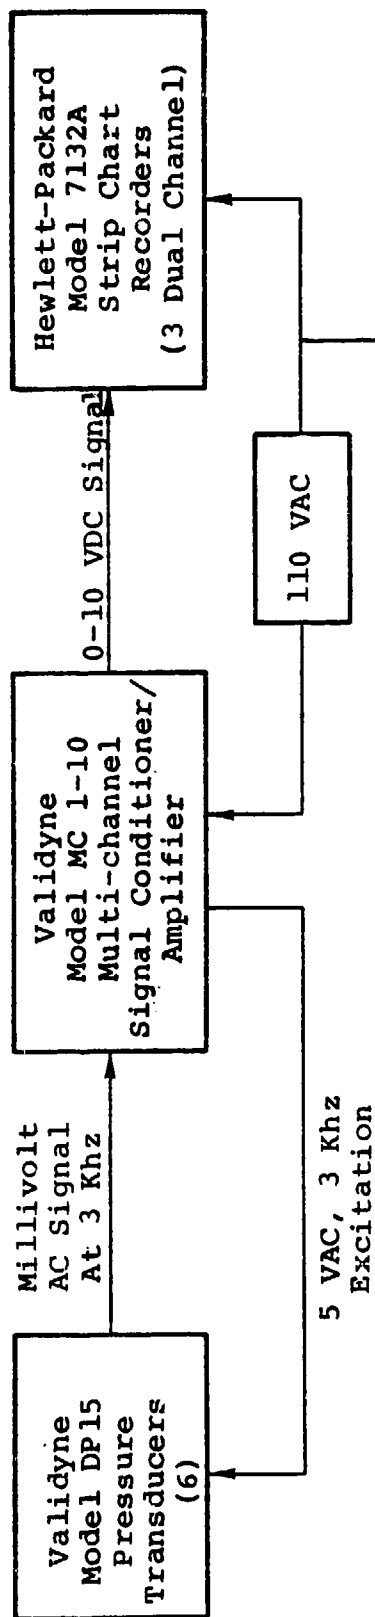 Validyne
Model DP15
Pressure
Transducers
(6)
Millivolt
AC Signal
At 3 Khz
5 VAC, 3 Khz
Excitation
Validyne
Model MC 1-10
Multi-channel
Signal Conditioner/
Amplifier
0-10 VDC Signal
110 VAC
Hewlett-Packard
Model 7132A
Strip Chart
Recorders
(3 Dual Channel)